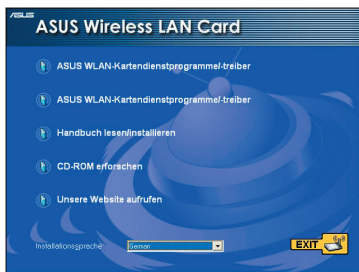 ASUS
ASUS Wireless LAN Card
ASUS WLAN-Kartendienstprogramme/-treiber
ASUS WLAN-Kartendienstprogramme/-treiber
Handbuch lesen/installieren
CD-ROM erforschen
Unsere Website aufrufen
Installationssprache:
German
EXIT